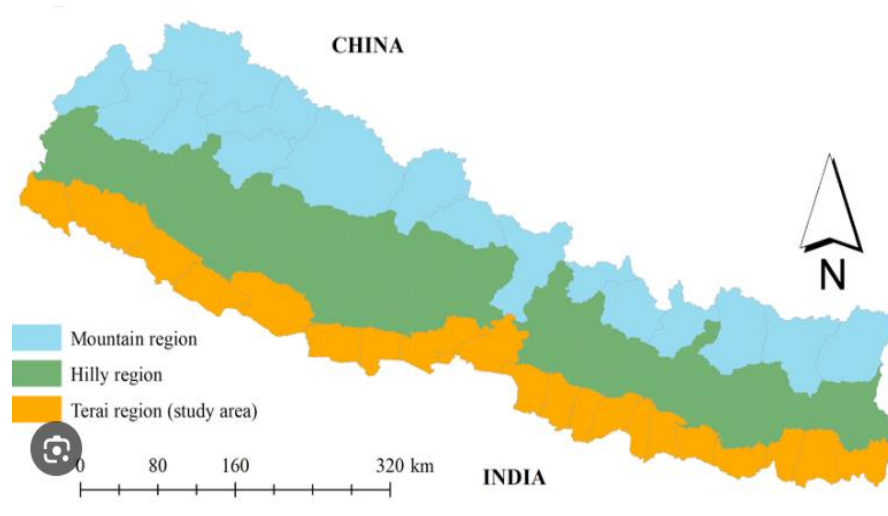 CHINA
N
Mountain region
Hilly region
Terai region (study area)
0 80 160 320 km
INDIA